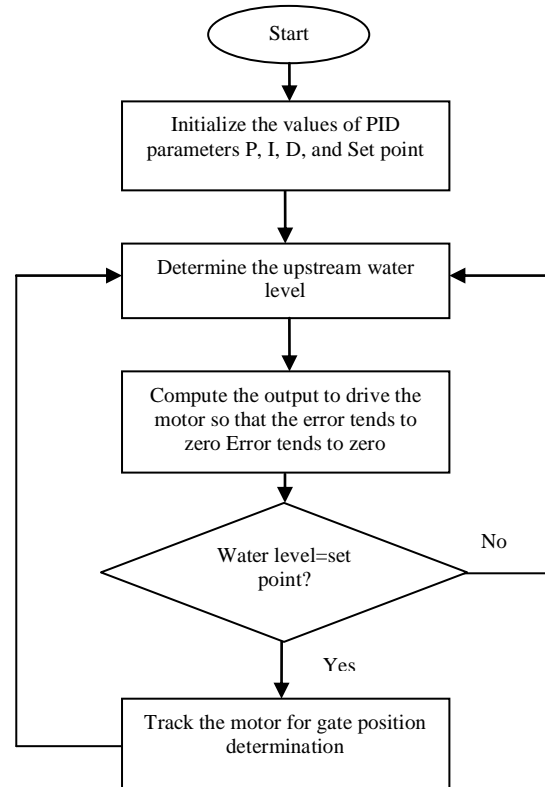 Start
Initialize the values of PID
parameters P, I, D, and Set point
Determine the upstream water
level
Compute the output to drive the
motor so that the error tends to
zero Error tends to zero
Water level=set
point?
No
Yes
Track the motor for gate position
determination